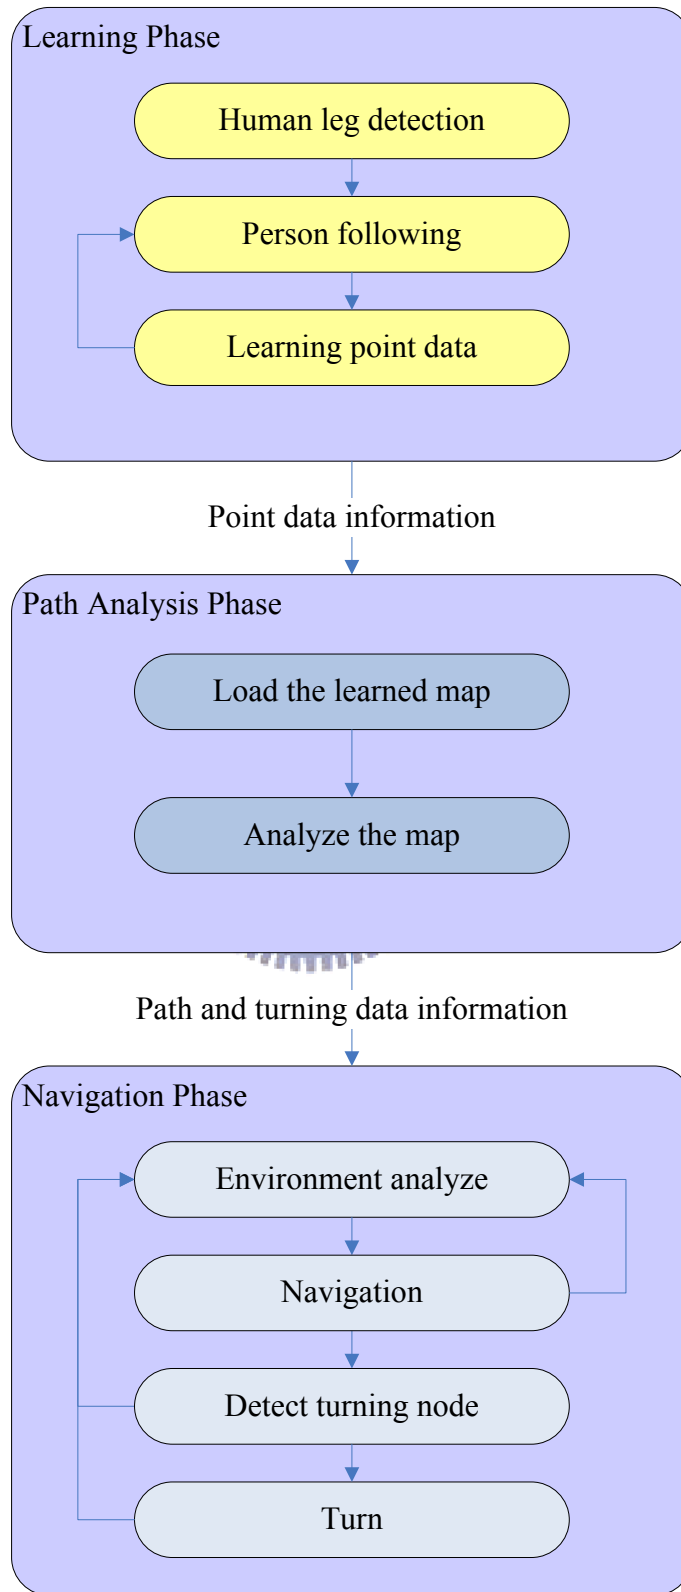 Learning Phase
Human leg detection
Person following
Learning point data
Point data information
Path Analysis Phase
Load the learned map
Analyze the map
Path and turning data information
Navigation Phase
Environment analyze
Navigation
Detect turning node
Turn